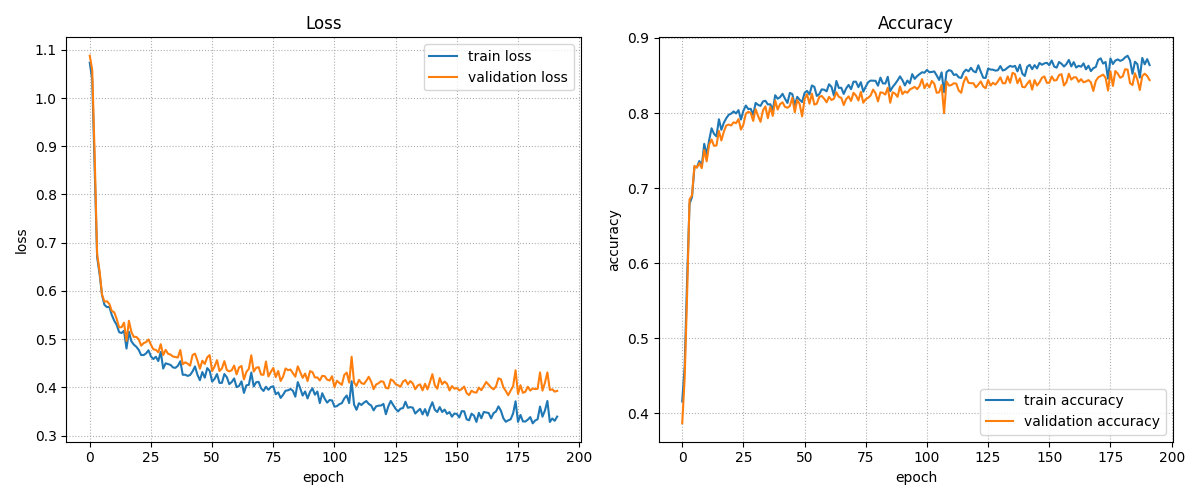 Loss
1.1
1.0
0.9
0.8
0.7
0.6
0.5
0.4
0.3
loss
train loss
validation loss
0 25 50 75 100 125 150 175 200
epoch
Accuracy
0.9
0.8
0.7
0.6
0.5
0.4
accuracy
train accuracy
validation accuracy
0 25 50 75 100 125 150 175 200
epoch